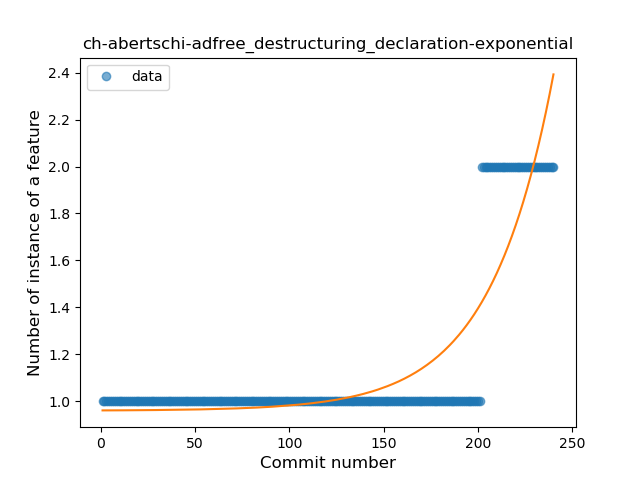 ch-abertschi-adfree_destructuring_declaration-exponential
data
Number of instance of a feature
2.4
2.2
2.0
1.8
1.6
1.4
1.2
1.0
0 50 100 150 200 250
Commit number